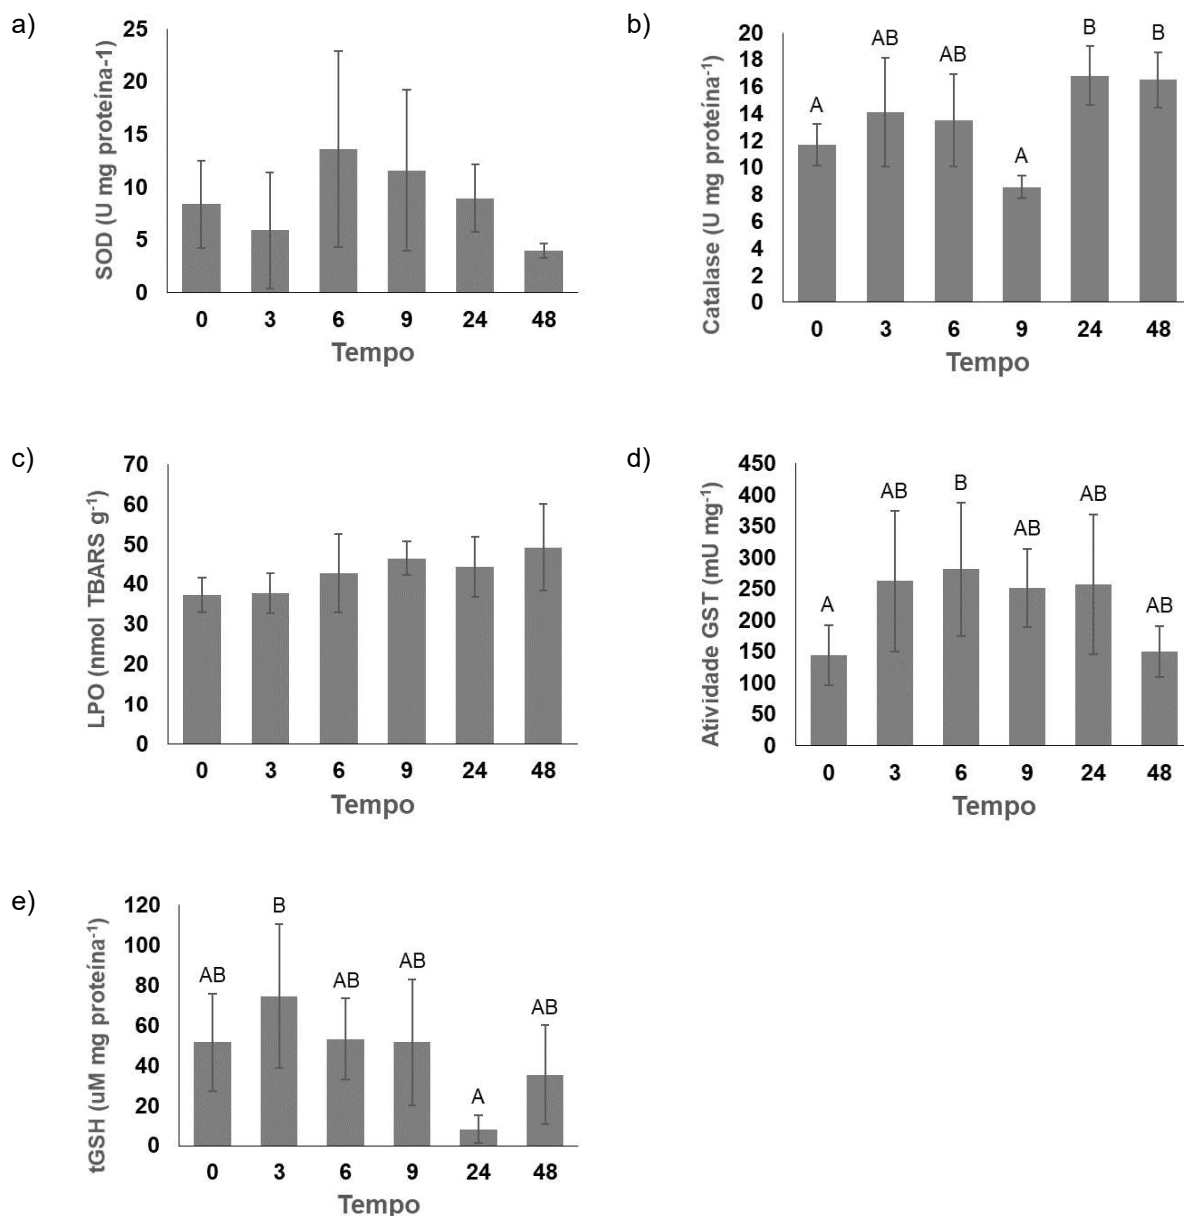 a)
SOD (U mg proteína-1)
25
20
15
10
5
0
0 3 6 9 24 48
Tempo
b)
Catalase (U mg proteína⁻¹)
20
18
16
14
12
10
8
6
4
2
0
A AB AB A B B
0 3 6 9 24 48
Tempo
c)
LPO (nmol TBARS g⁻¹)
70
60
50
40
30
20
10
0
0 3 6 9 24 48
Tempo
d)
Atividade GST (mU mg⁻¹)
450
400
350
300
250
200
150
100
50
0
A AB B AB AB AB
0 3 6 9 24 48
Tempo
e)
tGSH (uM mg proteína⁻¹)
120
100
80
60
40
20
0
AB B AB AB A AB
0 3 6 9 24 48
Tempo